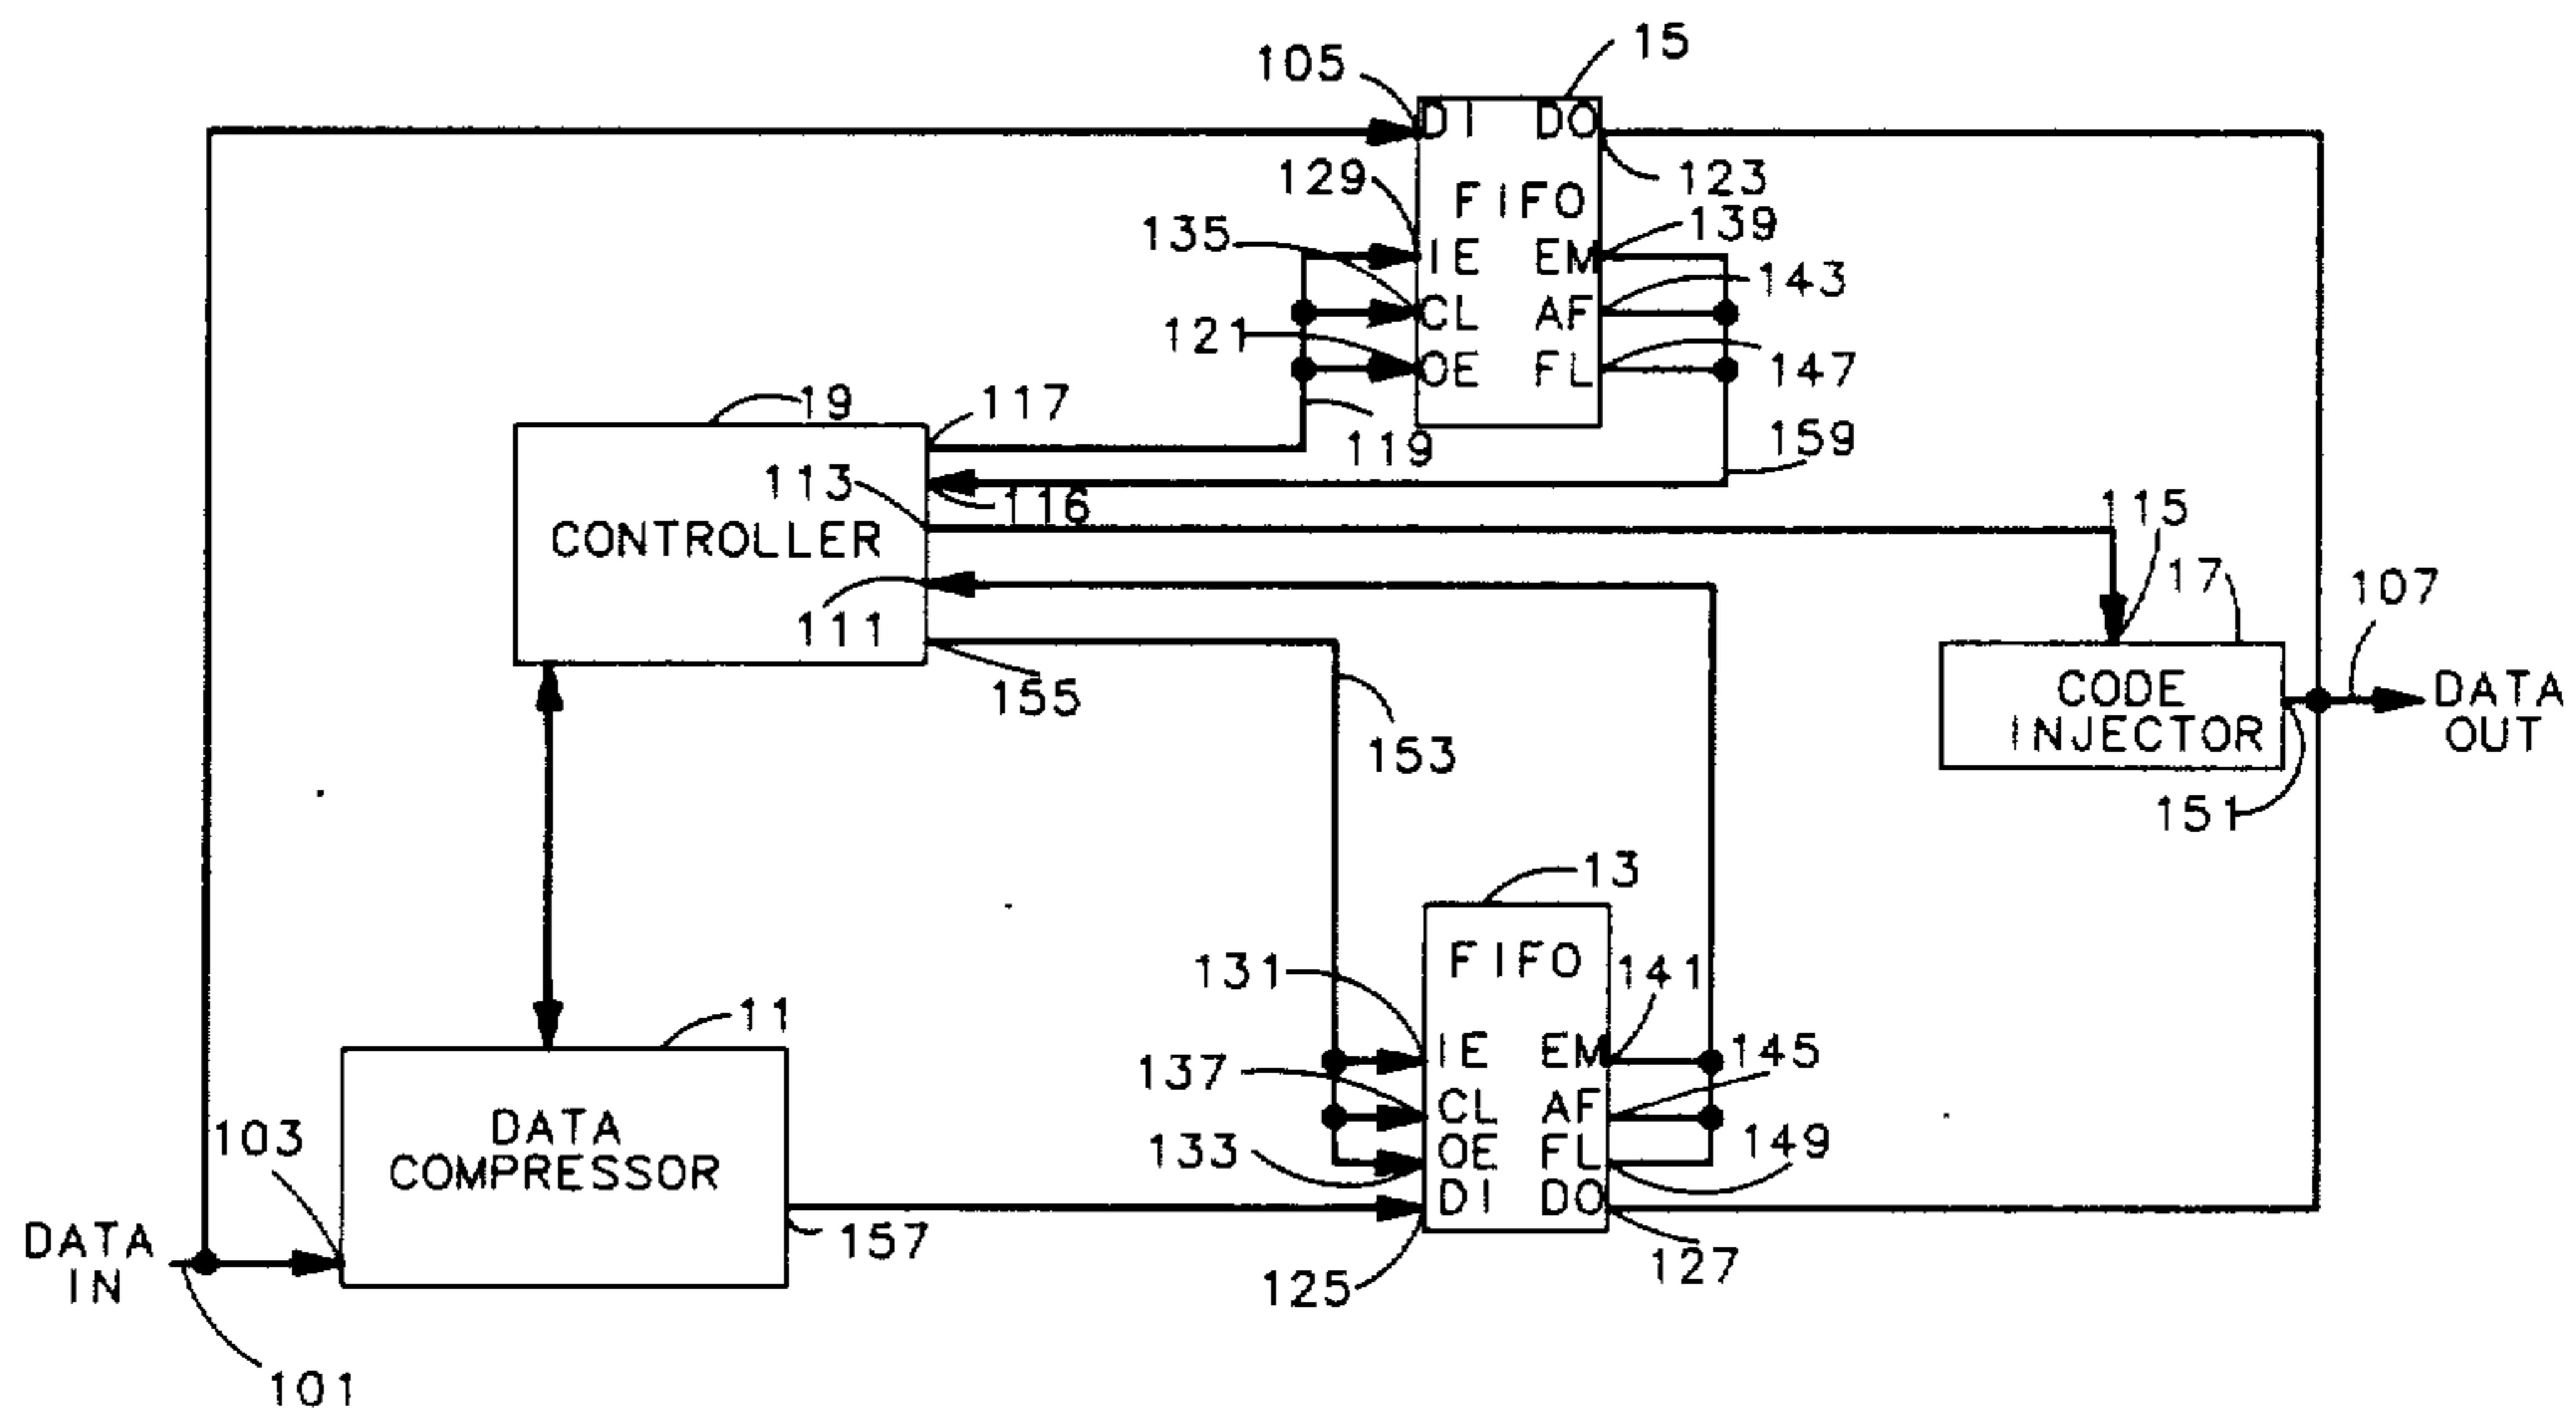 15
105
DI DO
129
FIFO
123
135
IE EM
139
CL AF
143
121
OE FL
147
19
117
119
159
113
116
115
CONTROLLER
17
107
111
155
CODE
INJECTOR
DATA
OUT
153
151
13
FIFO
131
141
11
IE EM
145
137
CL AF
103
DATA
COMPRESSOR
133
OE FL
149
DI DO
DATA
IN
157
125
127
101